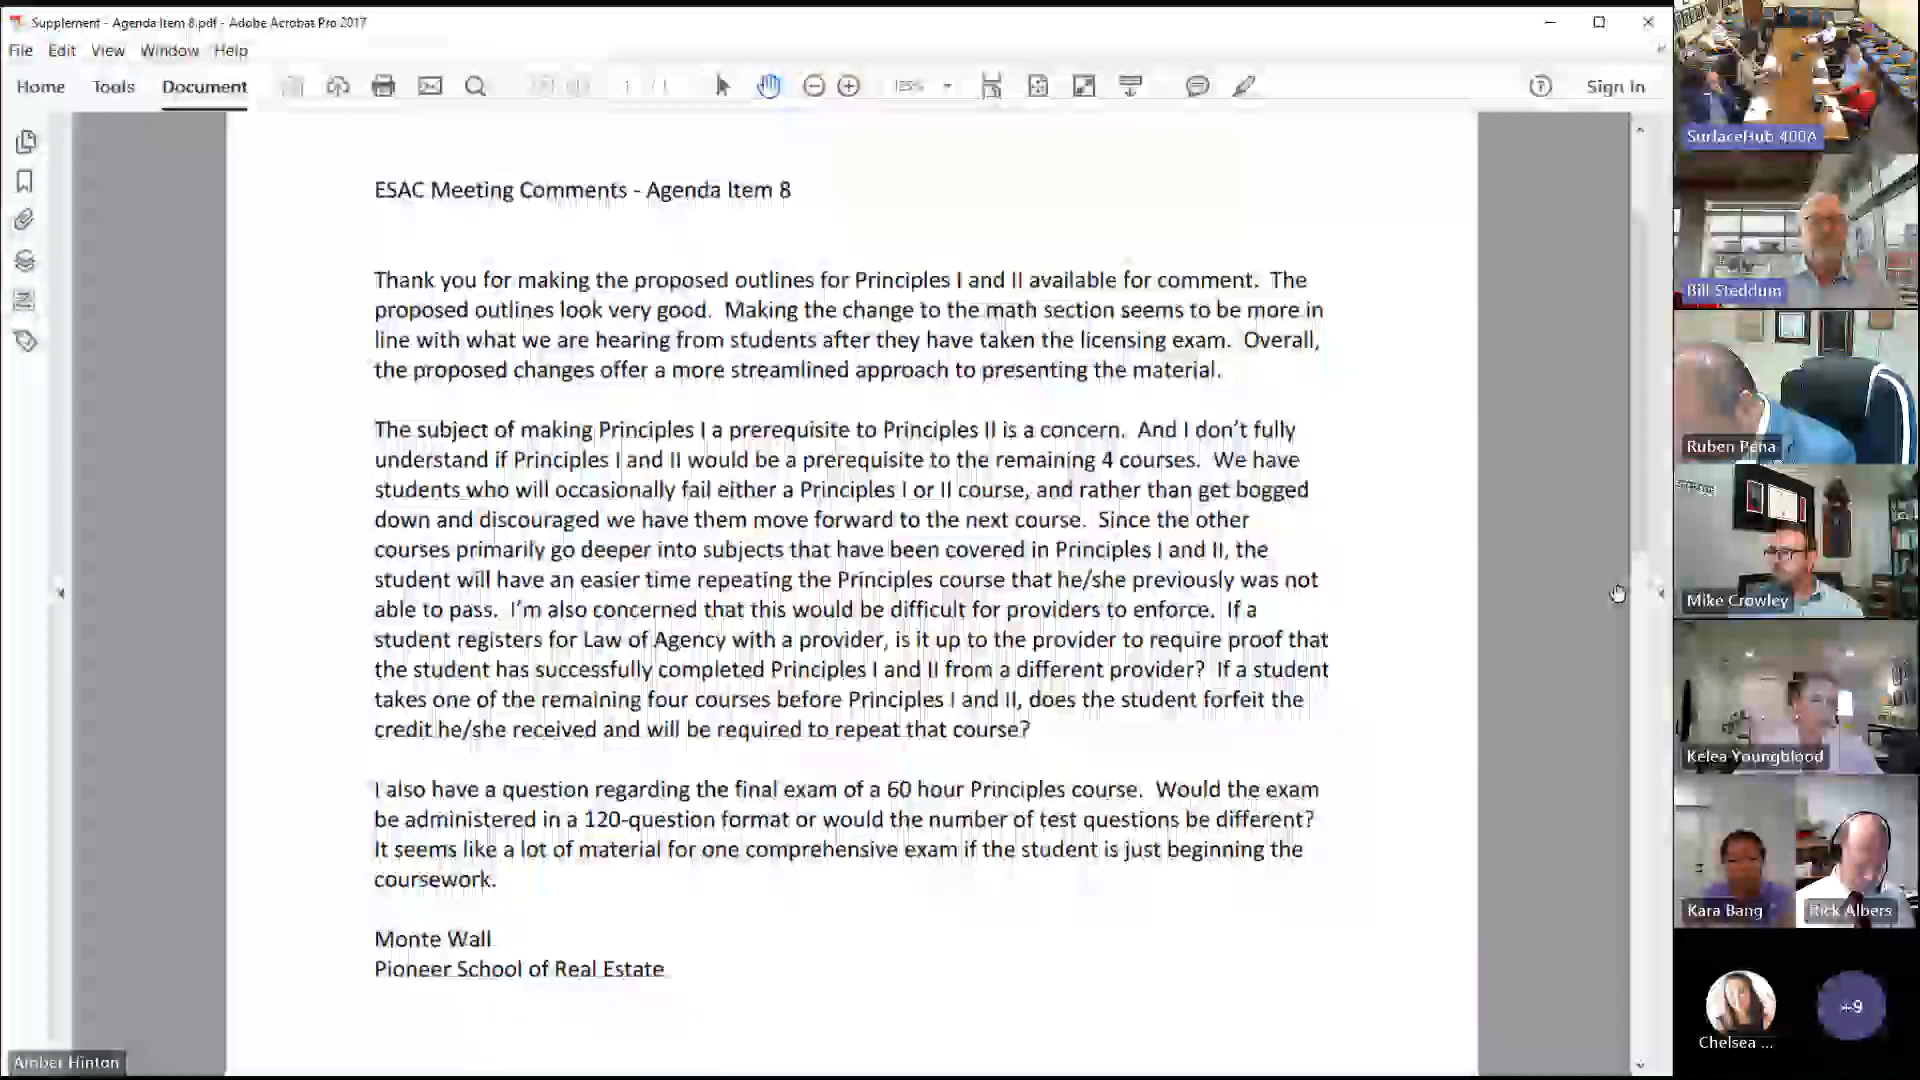 Supplement - Agenda Item 8.pdf - Adobe Acrobat Pro 2017
File Edit View Window Help
Home Tools Document
1 / 1
125%
Sign In
ESAC Meeting Comments - Agenda Item 8
Thank you for making the proposed outlines for Principles I and II available for comment. The
proposed outlines look very good. Making the change to the math section seems to be more in
line with what we are hearing from students after they have taken the licensing exam. Overall,
the proposed changes offer a more streamlined approach to presenting the material.
The subject of making Principles I a prerequisite to Principles II is a concern. And I don't fully
understand if Principles I and II would be a prerequisite to the remaining 4 courses. We have
students who will occasionally fail either a Principles I or II course, and rather than get bogged
down and discouraged we have them move forward to the next course. Since the other
courses primarily go deeper into subjects that have been covered in Principles I and II, the
student will have an easier time repeating the Principles course that he/she previously was not
able to pass. I'm also concerned that this would be difficult for providers to enforce. If a
student registers for Law of Agency with a provider, is it up to the provider to require proof that
the student has successfully completed Principles I and II from a different provider? If a student
takes one of the remaining four courses before Principles I and II, does the student forfeit the
credit he/she received and will be required to repeat that course?
I also have a question regarding the final exam of a 60 hour Principles course. Would the exam
be administered in a 120-question format or would the number of test questions be different?
It seems like a lot of material for one comprehensive exam if the student is just beginning the
coursework.
Monte Wall
Pioneer School of Real Estate
Amber Hinton
SurfaceHub 400A
Bill Steddum
Ruben Pena
Mike Crowley
Kelea Youngblood
Kara Bang
Rick Albers
Chelsea ...
+9